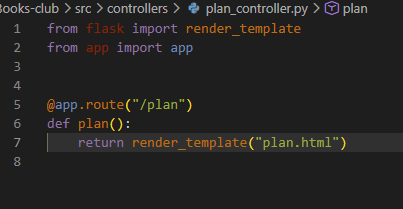 Books-club > src > controllers > plan_controller.py > plan
1 from flask import render_template
2 from app import app
3
4
5 @app.route("/plan")
6 def plan():
7     return render_template("plan.html")
8